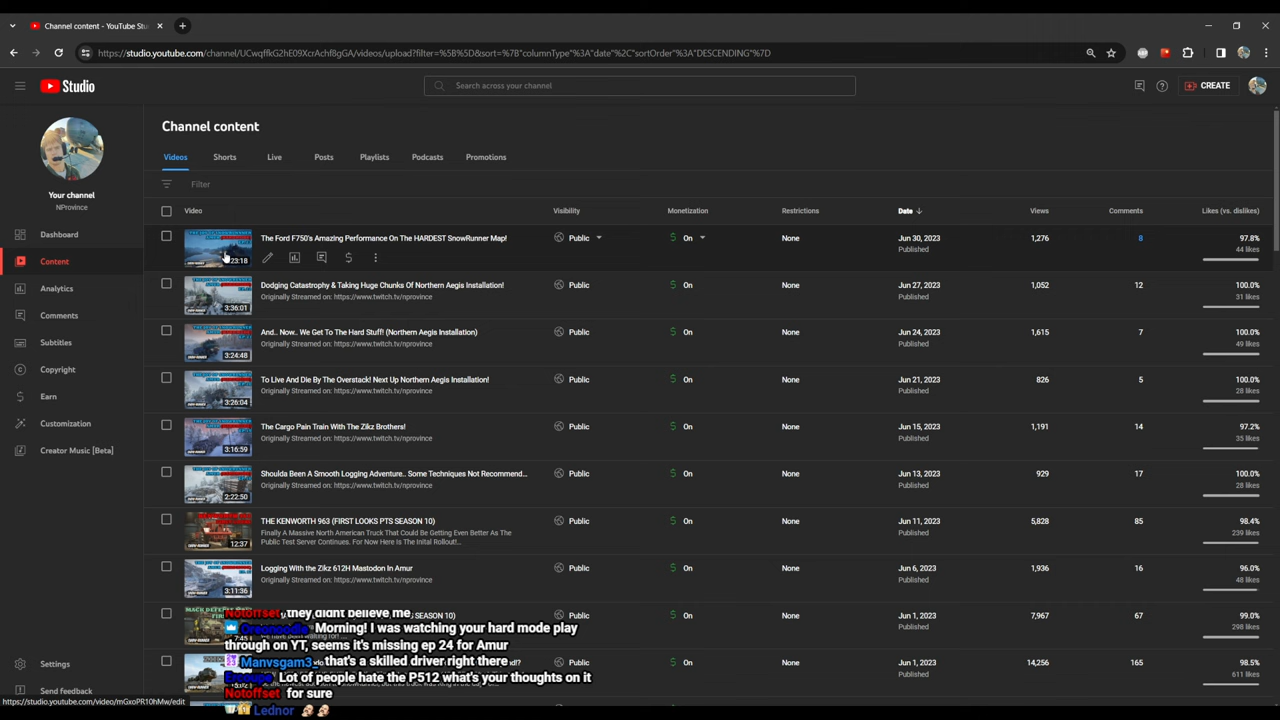 Channel content - YouTube Stu
https://studio.youtube.com/channel/UCwqffkG2hE09XcrAchf8gGA/videos/upload?filter=%5B%5D&sort=%7B"columnType"%3A"date"%2C"sortOrder"%3A"DESCENDING"%7D
Studio
Search across your channel
CREATE
Channel content
Videos Shorts Live Posts Playlists Podcasts Promotions
Filter
Your channel
NProvince
Dashboard
Content
Analytics
Comments
Subtitles
Copyright
Earn
Customization
Creator Music [Beta]
Settings
Send feedback
Video Visibility Monetization Restrictions Date Views Comments Likes (vs. dislikes)
The Ford F750's Amazing Performance On The HARDEST SnowRunner Map! Public $ On None Jun 30, 2023 1,276 8 97.8%
:23:18 Published 44 likes
Dodging Catastrophy & Taking Huge Chunks Of Northern Aegis Installation! Public $ On None Jun 27, 2023 1,052 12 100.0%
Originally Streamed on: https://www.twitch.tv/nprovince Published 31 likes
3:36:01
And.. Now.. We Get To The Hard Stuff! (Northern Aegis Installation) Public $ On None Jun 24, 2023 1,615 7 100.0%
Originally Streamed on: https://www.twitch.tv/nprovince Published 49 likes
3:24:48
To Live And Die By The Overstack! Next Up Northern Aegis Installation! Public $ On None Jun 21, 2023 826 5 100.0%
Originally Streamed on: https://www.twitch.tv/nprovince Published 28 likes
3:26:04
The Cargo Pain Train With The Zikz Brothers! Public $ On None Jun 15, 2023 1,191 14 97.2%
Originally Streamed on: https://www.twitch.tv/nprovince Published 35 likes
3:16:59
Shoulda Been A Smooth Logging Adventure.. Some Techniques Not Recommend... Public $ On None Jun 13, 2023 929 17 100.0%
Originally Streamed on: https://www.twitch.tv/nprovince Published 28 likes
2:22:50
THE KENWORTH 963 (FIRST LOOKS PTS SEASON 10) Public $ On None Jun 11, 2023 5,828 85 98.4%
Finally A Massive North American Truck That Could Be Getting Even Better As The Published 239 likes
Public Test Server Continues. For Now Here Is The Inital Rollout!...
12:37
Logging With the Zikz 612H Mastodon In Amur Public $ On None Jun 6, 2023 1,936 16 96.0%
Originally Streamed on: https://www.twitch.tv/nprovince Published 48 likes
3:11:36
SEASON 10) Public $ On None Jun 2, 2023 7,967 67 99.0%
Published 298 likes
Public $ On None Jun 1, 2023 14,256 165 98.5%
Published 611 likes
Notoffset they didnt believe me
Morning! I was watching your hard mode play
through on YT, seems it's missing ep 24 for Amur
Manvsgam3_ that's a skilled driver right there
Lot of people hate the P512 what's your thoughts on it
Notoffset for sure
Lednor
https://studio.youtube.com/video/mGxoPR10hMw/edit